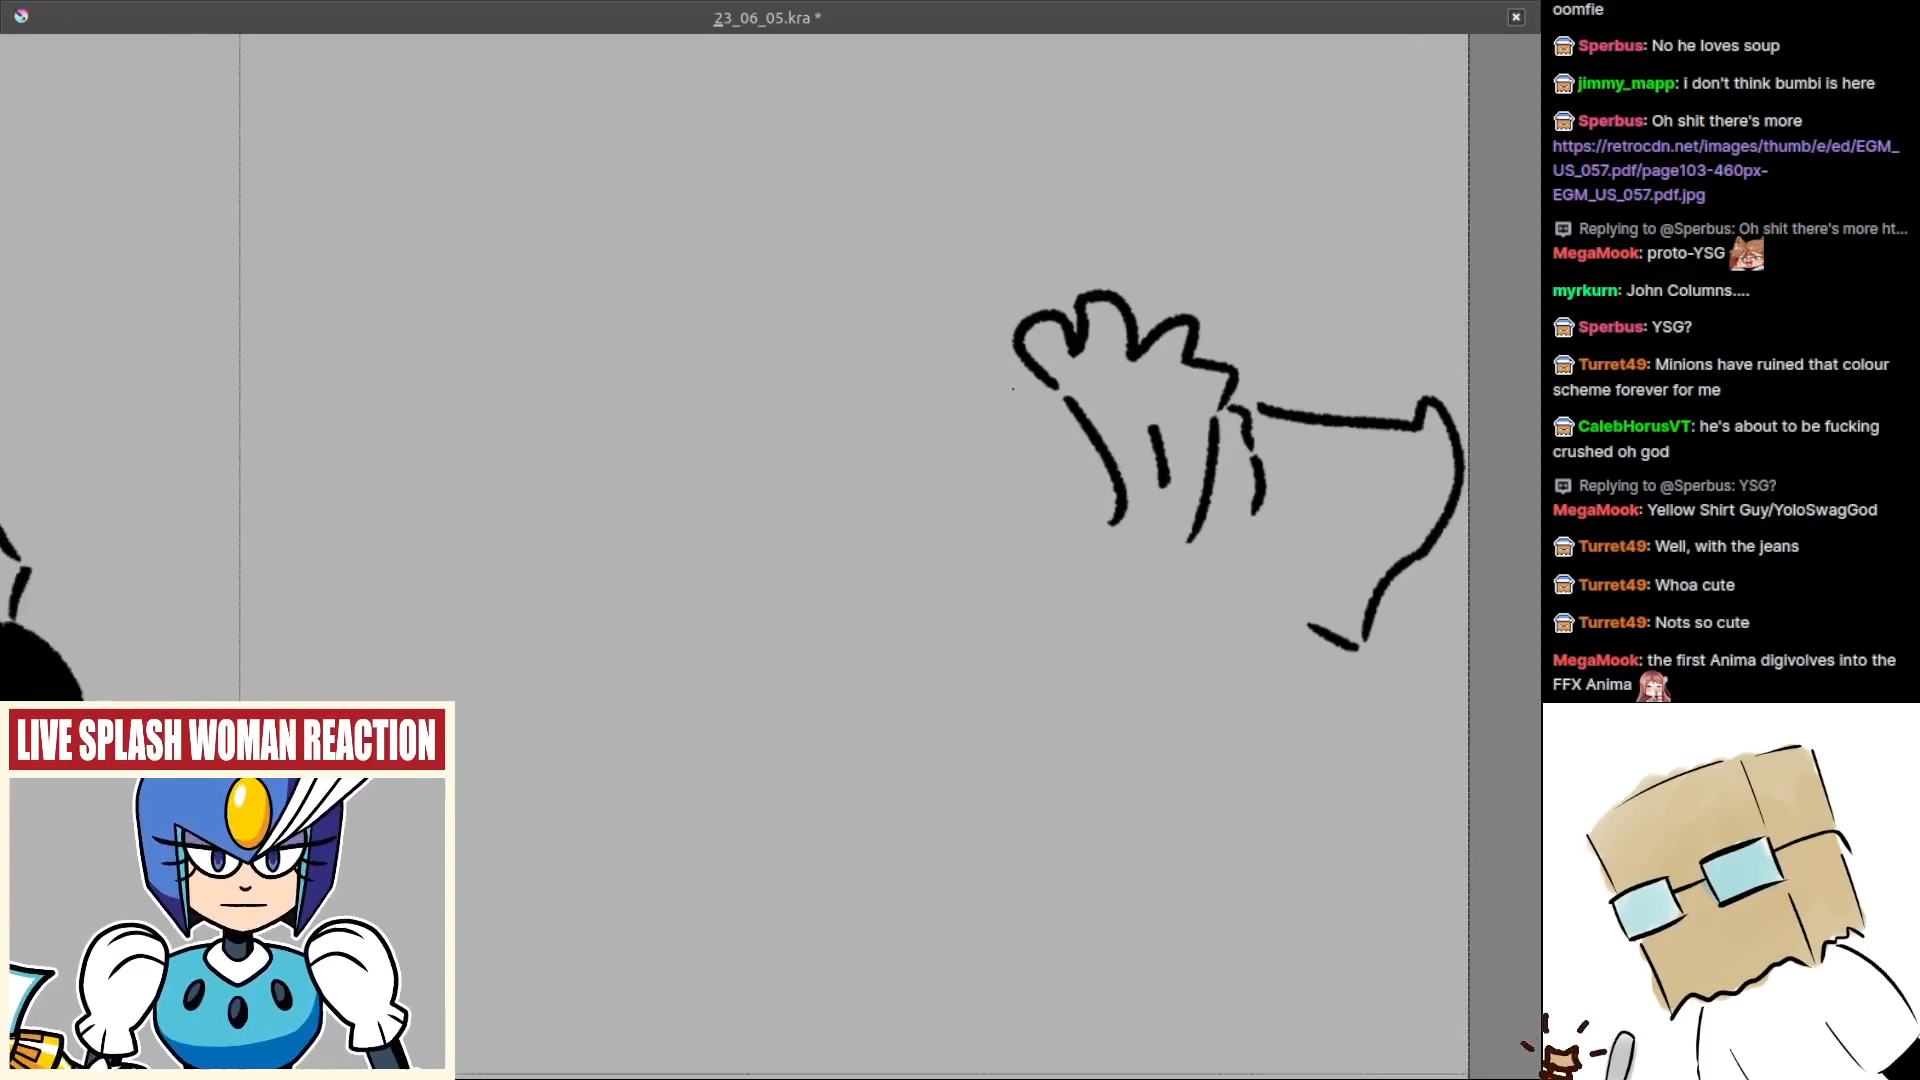 23_06_05.kra *
oomfie
Sperbus: No he loves soup
jimmy_mapp: i don't think bumbi is here
Sperbus: Oh shit there's more
https://retrocdn.net/images/thumb/e/ed/EGM_
US_057.pdf/page103-460px-
EGM_US_057.pdf.jpg
Replying to @Sperbus: Oh shit there's more ht...
MegaMook: proto-YSG
myrkurn: John Columns....
Sperbus: YSG?
Turret49: Minions have ruined that colour
scheme forever for me
CalebHorusVT: he's about to be fucking
crushed oh god
Replying to @Sperbus: YSG?
MegaMook: Yellow Shirt Guy/YoloSwagGod
Turret49: Well, with the jeans
Turret49: Whoa cute
Turret49: Nots so cute
MegaMook: the first Anima digivolves into the
FFX Anima
LIVE SPLASH WOMAN REACTION